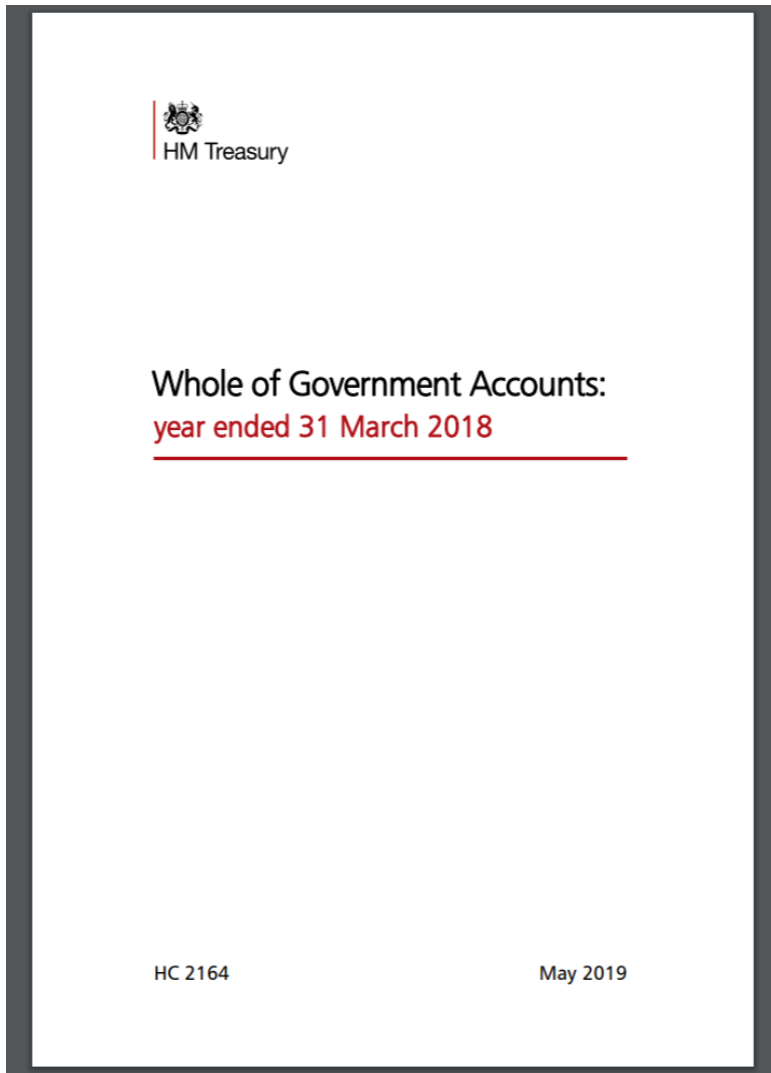 HM Treasury
Whole of Government Accounts:
year ended 31 March 2018
HC 2164 May 2019